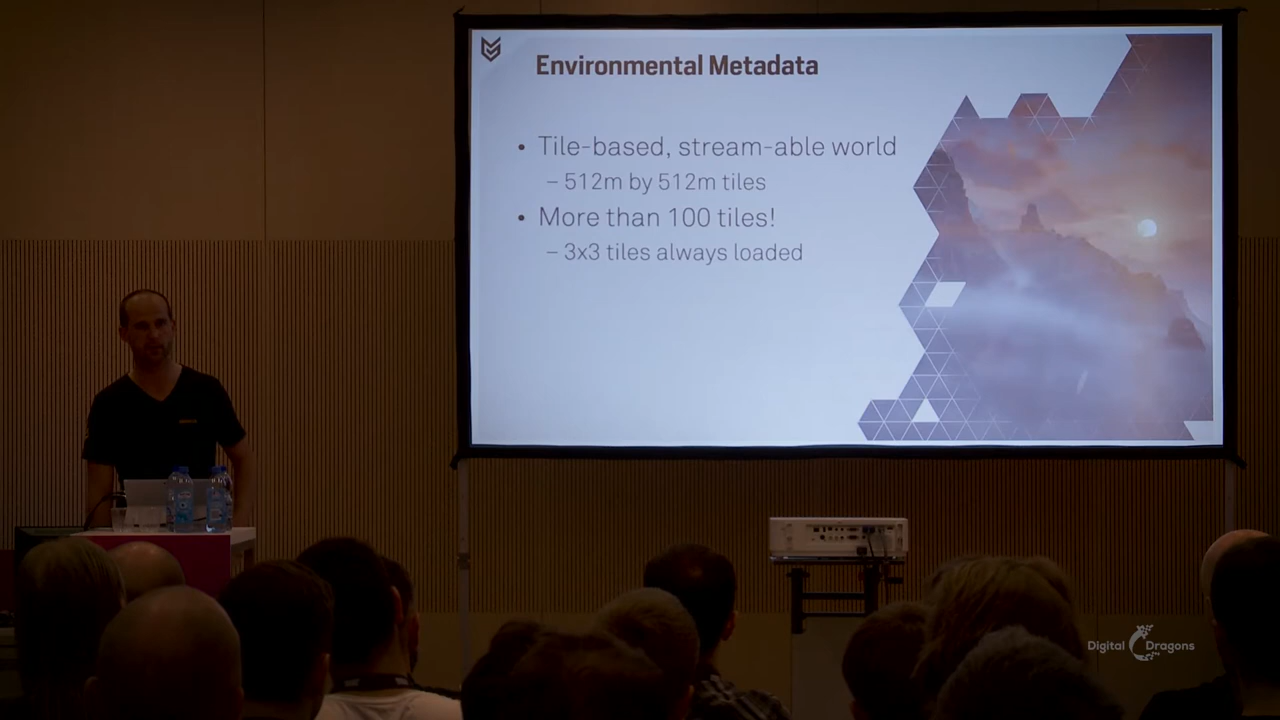 Environmental Metadata
• Tile-based, stream-able world
– 512m by 512m tiles
• More than 100 tiles!
– 3x3 tiles always loaded
Digital Dragons